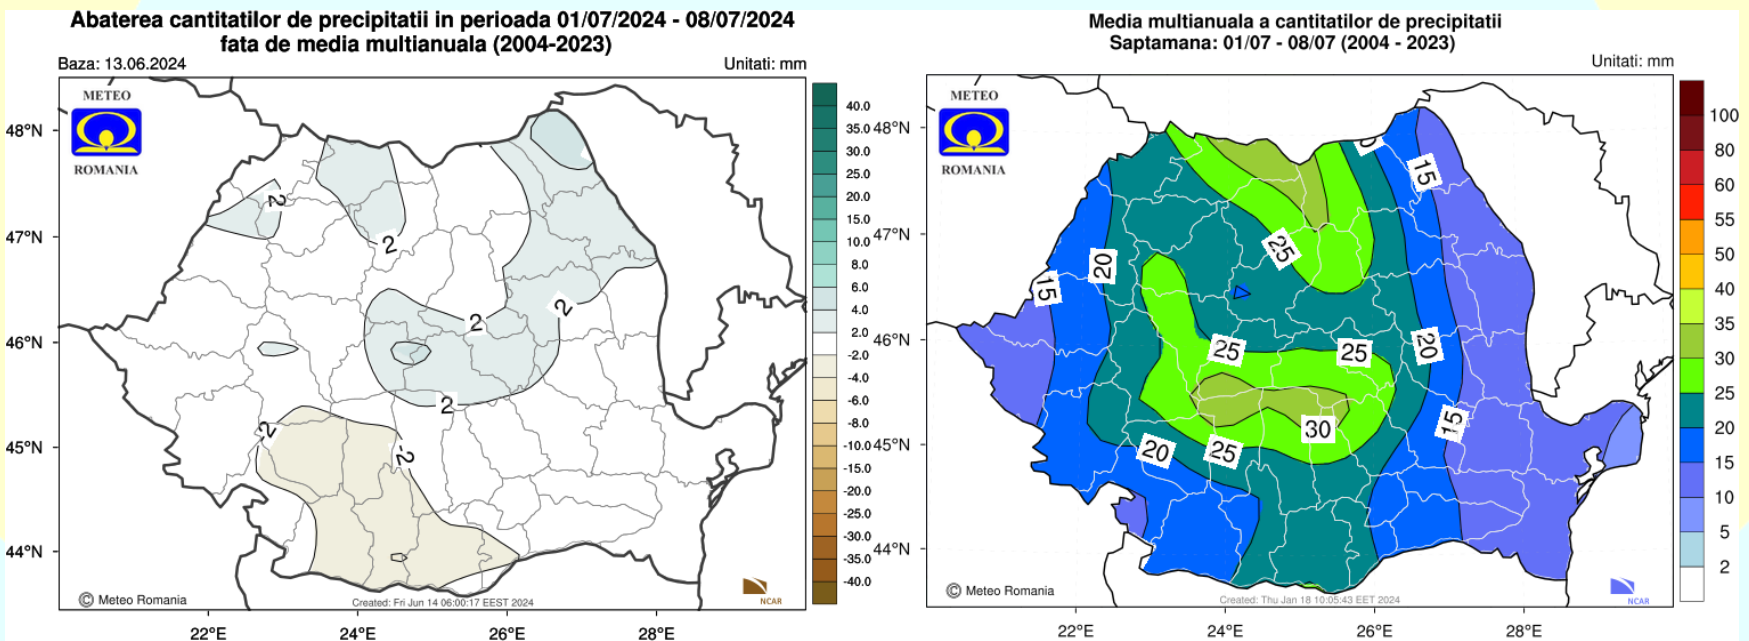 Abaterea cantitatilor de precipitatii in perioada 01/07/2024 - 08/07/2024
fata de media multianuala (2004-2023)
Baza: 13.06.2024
Unitati: mm
METEO
ROMANIA
48°N
47°N
46°N
45°N
44°N
22°E
24°E
26°E
28°E
2
2
2
2
2
-2
-2
© Meteo Romania
Created: Fri Jun 14 06:00:17 EEST 2024
NCAR
40.0
35.0
30.0
25.0
20.0
15.0
10.0
8.0
6.0
4.0
2.0
-2.0
-4.0
-6.0
-8.0
-10.0
-15.0
-20.0
-25.0
-30.0
-35.0
-40.0
Media multianuala a cantitatilor de precipitatii
Saptamana: 01/07 - 08/07 (2004 - 2023)
Unitati: mm
METEO
ROMANIA
48°N
47°N
46°N
45°N
44°N
22°E
24°E
26°E
28°E
15
25
20
15
25
25
20
15
30
20
25
© Meteo Romania
Created: Thu Jan 18 10:05:43 EET 2024
NCAR
100
80
60
55
50
40
35
30
25
20
15
10
5
2